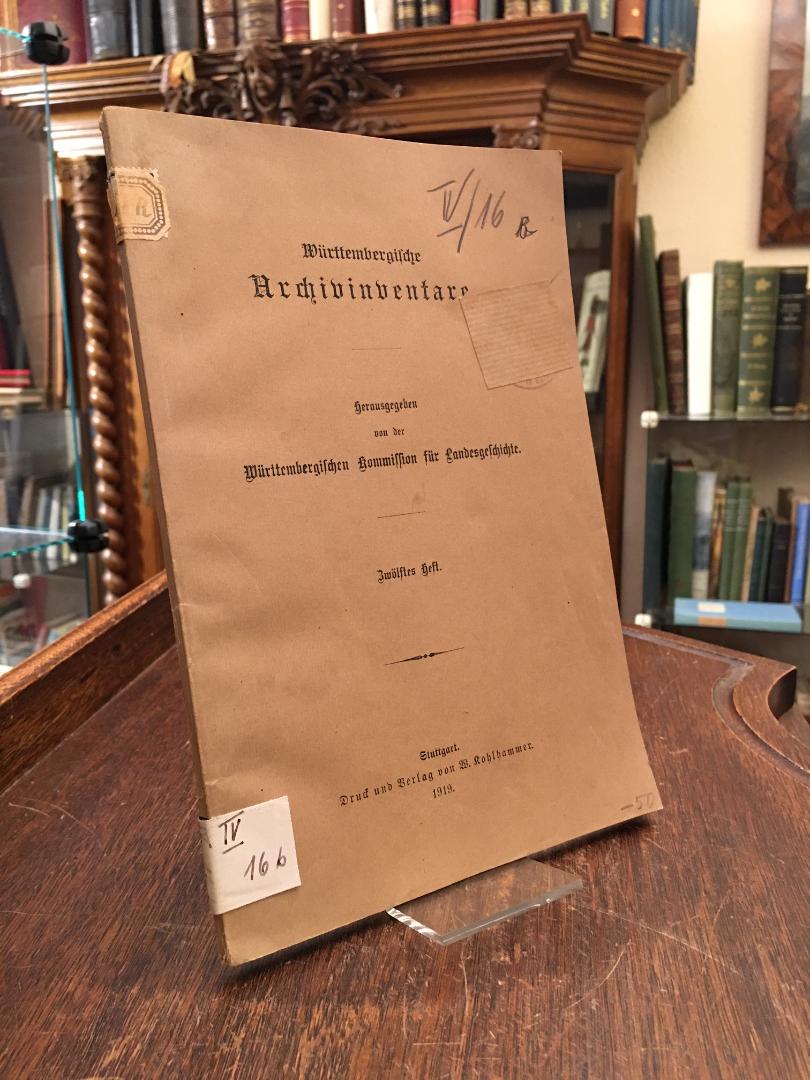 IV/16 B
R
Württembergische
Archivinventare
Herausgegeben
von der
Württembergischen Kommission für Landesgeschichte.
Zwölftes Heft.
Stuttgart.
Druck und Verlag von W. Kohlhammer.
1919.
-50
IV
16 b